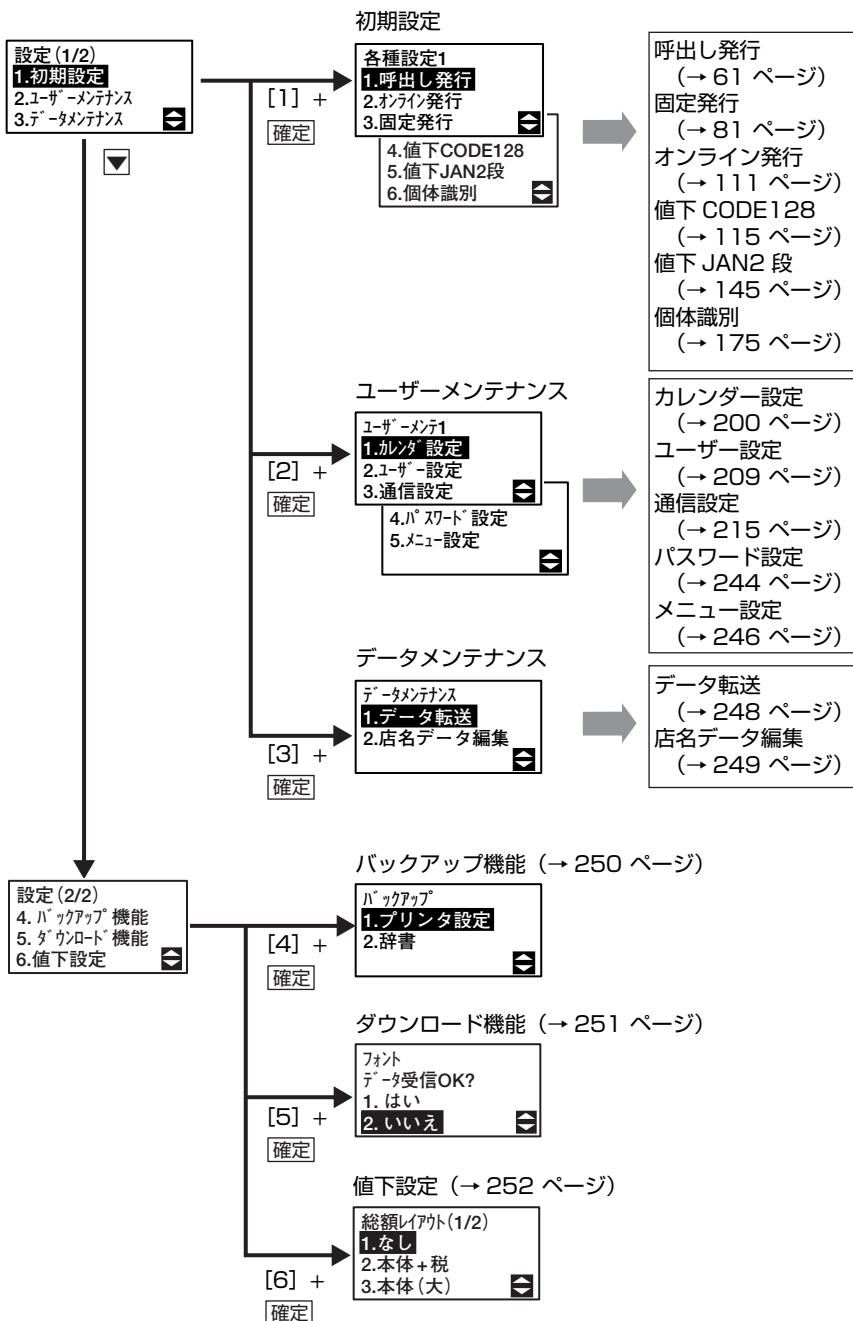 初期設定
設定(1/2)
1.初期設定
2.ﾕｰｻﾞｰﾒﾝﾃﾅﾝｽ
3.ﾃﾞｰﾀﾒﾝﾃﾅﾝｽ
[1] +
確定
各種設定1
1.呼出し発行
2.ｵﾝﾗｲﾝ発行
3.固定発行
4.値下CODE128
5.値下JAN2段
6.個体識別
呼出し発行
(→ 61 ページ)
固定発行
(→ 81 ページ)
オンライン発行
(→ 111 ページ)
値下 CODE128
(→ 115 ページ)
値下 JAN2 段
(→ 145 ページ)
個体識別
(→ 175 ページ)
ユーザーメンテナンス
[2] +
確定
ﾕｰｻﾞｰﾒﾝﾃ1
1.ｶﾚﾝﾀﾞ設定
2.ﾕｰｻﾞｰ設定
3.通信設定
4.ﾊﾟｽﾜｰﾄﾞ設定
5.ﾒﾆｭｰ設定
カレンダー設定
(→ 200 ページ)
ユーザー設定
(→ 209 ページ)
通信設定
(→ 215 ページ)
パスワード設定
(→ 244 ページ)
メニュー設定
(→ 246 ページ)
データメンテナンス
[3] +
確定
ﾃﾞｰﾀﾒﾝﾃﾅﾝｽ
1.データ転送
2.店名データ編集
データ転送
(→ 248 ページ)
店名データ編集
(→ 249 ページ)
バックアップ機能 (→ 250 ページ)
設定(2/2)
4. ﾊﾞｯｸｱｯﾌﾟ機能
5. ﾀﾞｳﾝﾛｰﾄﾞ機能
6.値下設定
[4] +
確定
ﾊﾞｯｸｱｯﾌﾟ
1.プリンタ設定
2.辞書
ダウンロード機能 (→ 251 ページ)
[5] +
確定
ﾌｫﾝﾄ
ﾃﾞｰﾀ受信OK?
1. はい
2. いいえ
値下設定 (→ 252 ページ)
[6] +
確定
総額ﾚｲｱｳﾄ(1/2)
1.なし
2.本体+税
3.本体(大)